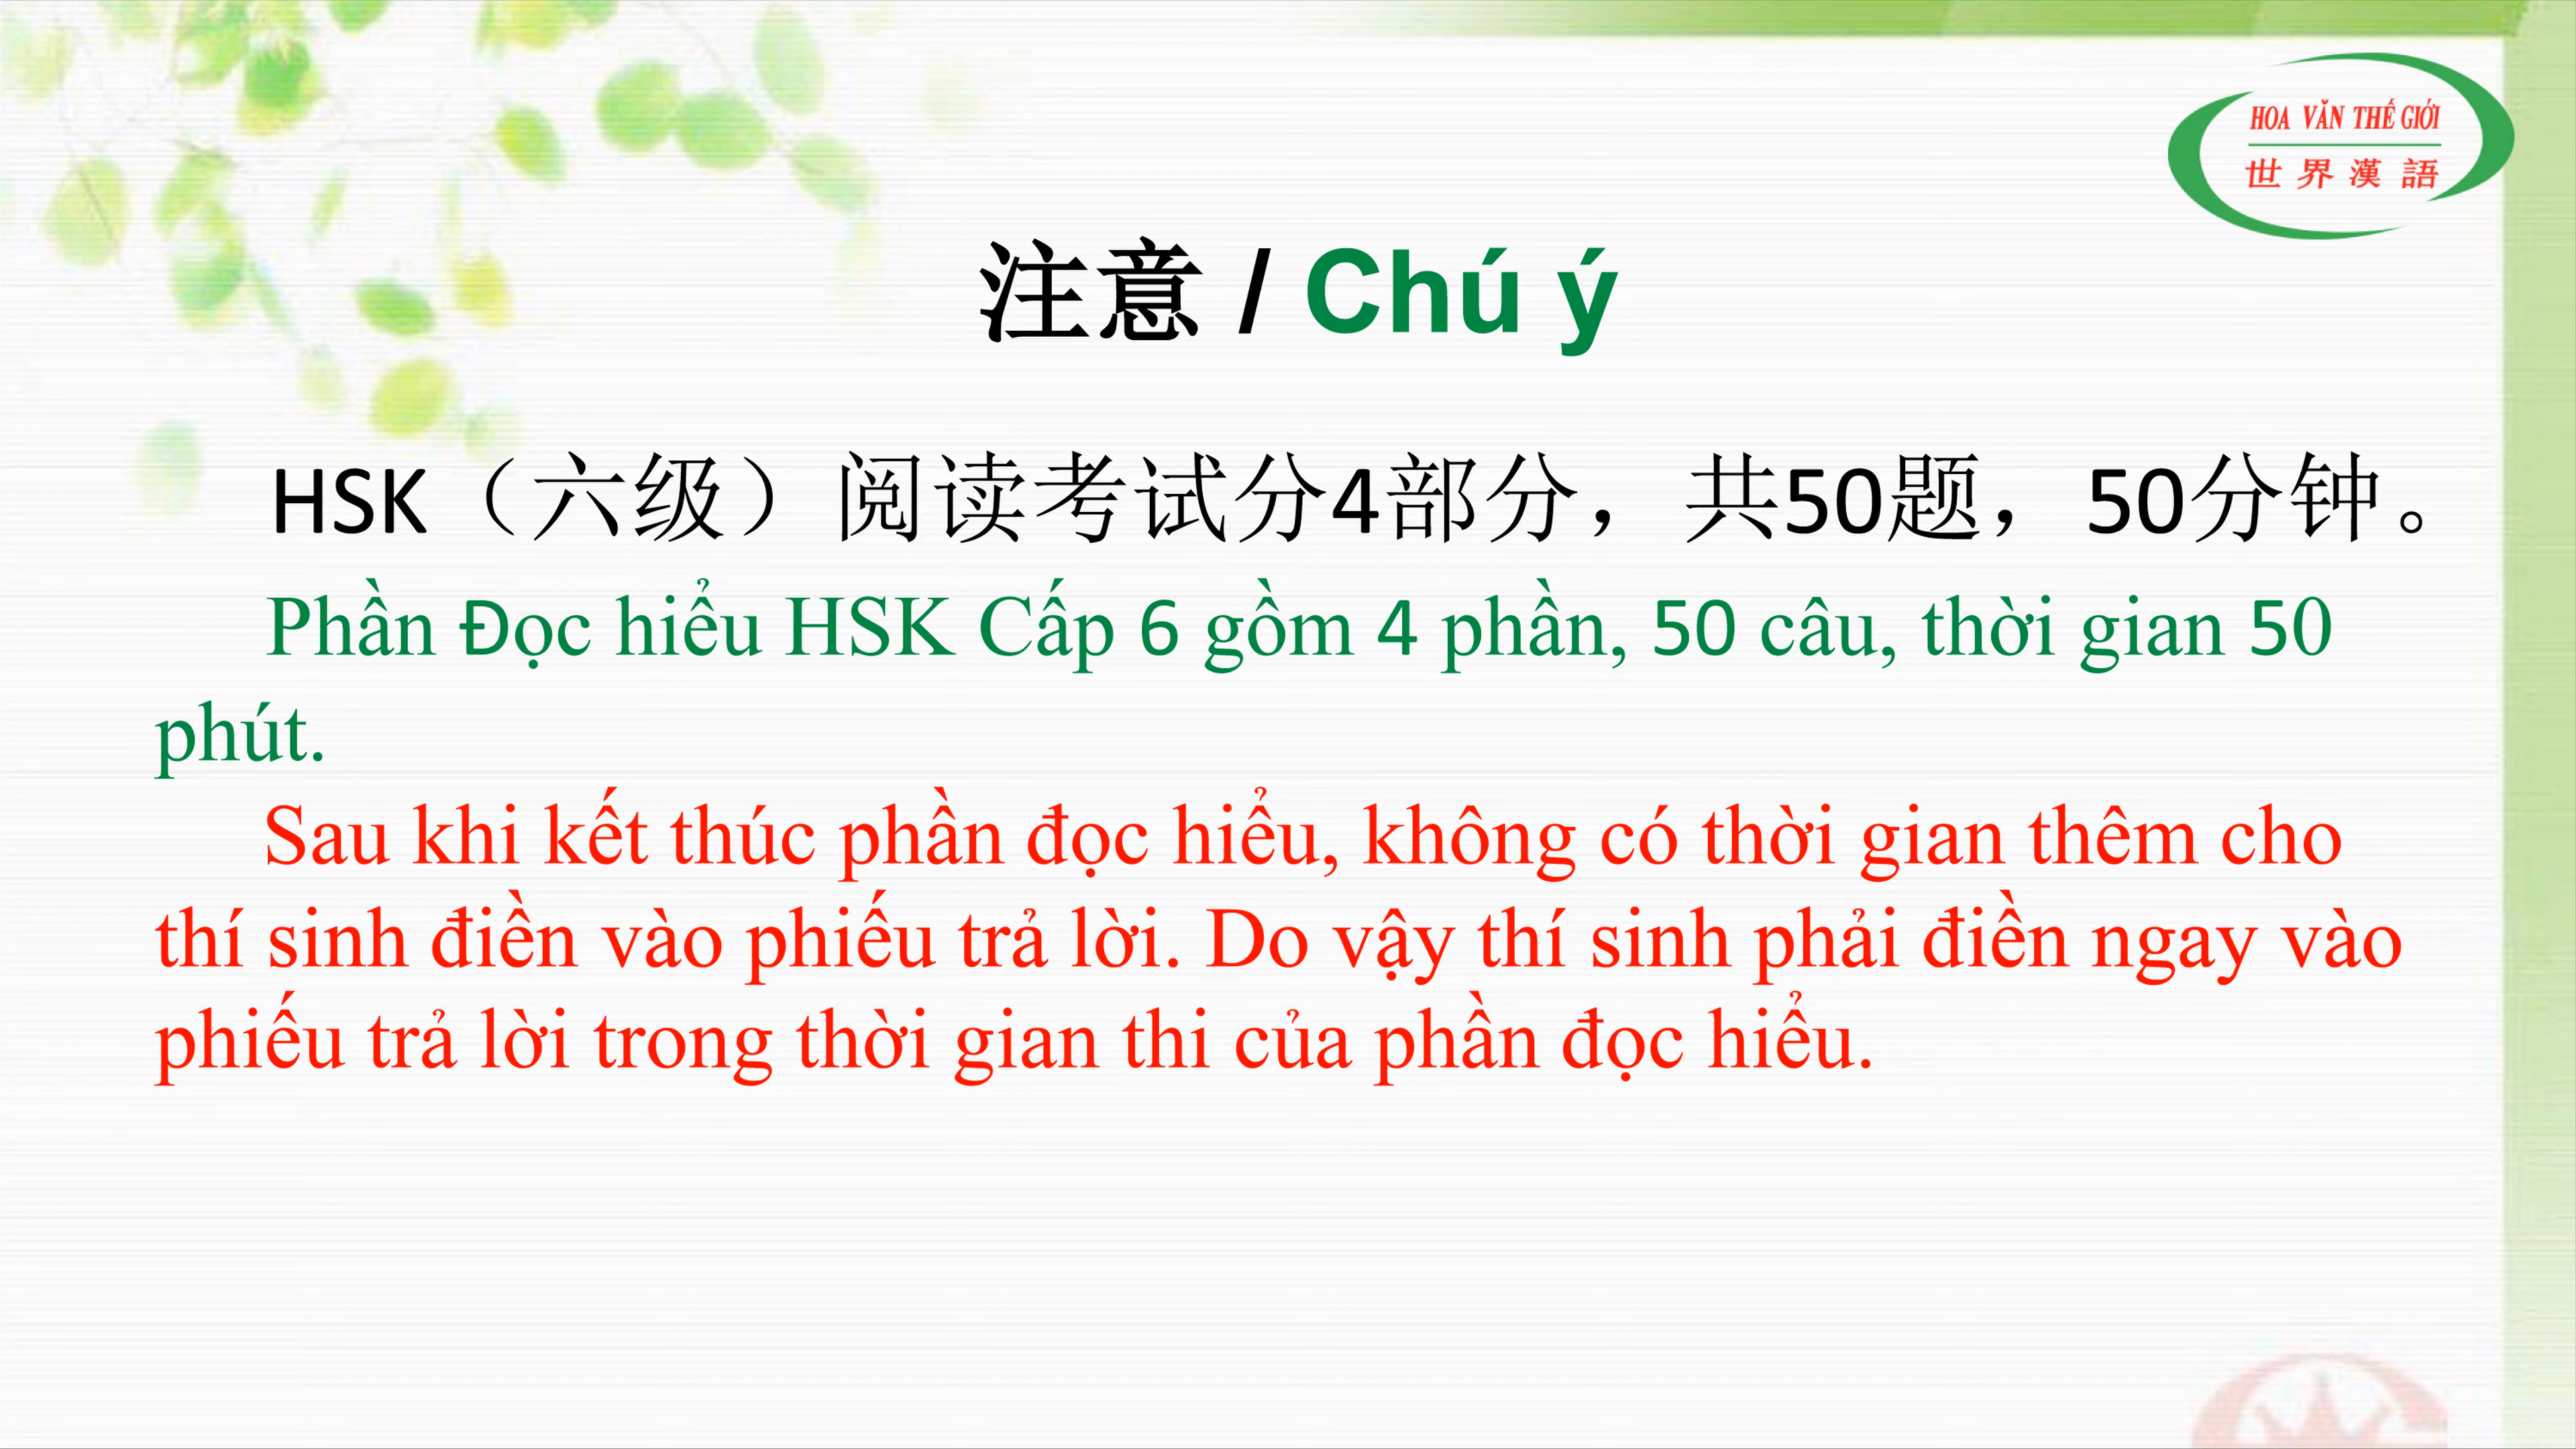 HOA VĂN THẾ GIỚI
世界漢語
注意 / Chú ý
HSK（六级）阅读考试分4部分，共50题，50分钟。
Phần Đọc hiểu HSK Cấp 6 gồm 4 phần, 50 câu, thời gian 50
phút.
Sau khi kết thúc phần đọc hiểu, không có thời gian thêm cho
thí sinh điền vào phiếu trả lời. Do vậy thí sinh phải điền ngay vào
phiếu trả lời trong thời gian thi của phần đọc hiểu.